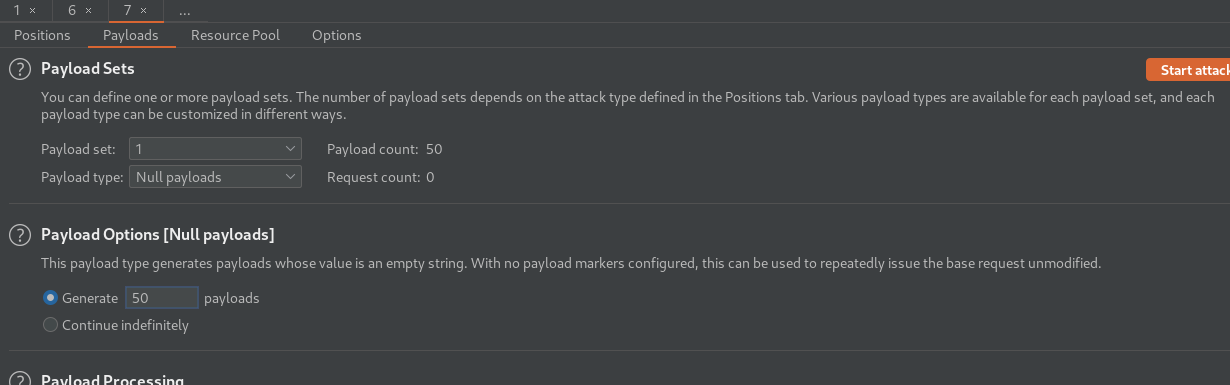 1 × 6 × 7 × ...
Positions Payloads Resource Pool Options
? Payload Sets
Start attack
You can define one or more payload sets. The number of payload sets depends on the attack type defined in the Positions tab. Various payload types are available for each payload set, and each
payload type can be customized in different ways.
Payload set: 1 Payload count: 50
Payload type: Null payloads Request count: 0
? Payload Options [Null payloads]
This payload type generates payloads whose value is an empty string. With no payload markers configured, this can be used to repeatedly issue the base request unmodified.
Generate 50 payloads
Continue indefinitely
? Payload Processing